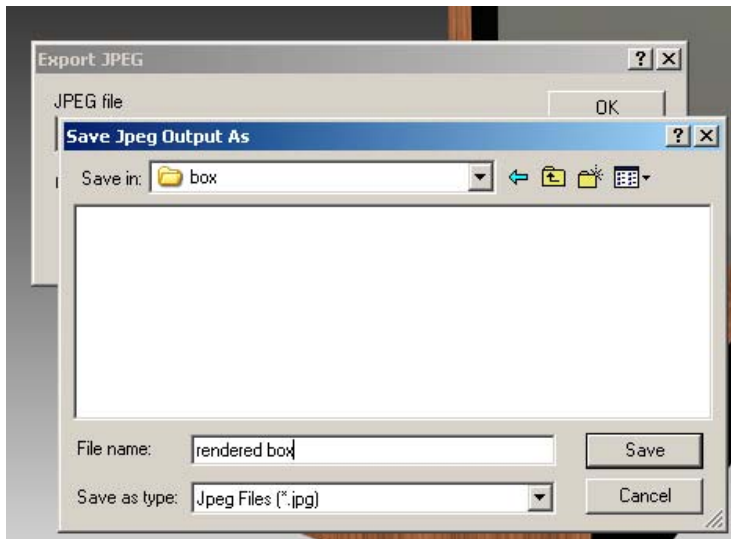 Export JPEG
JPEG file
OK
Save Jpeg Output As
Save in: box
File name: rendered box
Save
Save as type: Jpeg Files (*.jpg)
Cancel